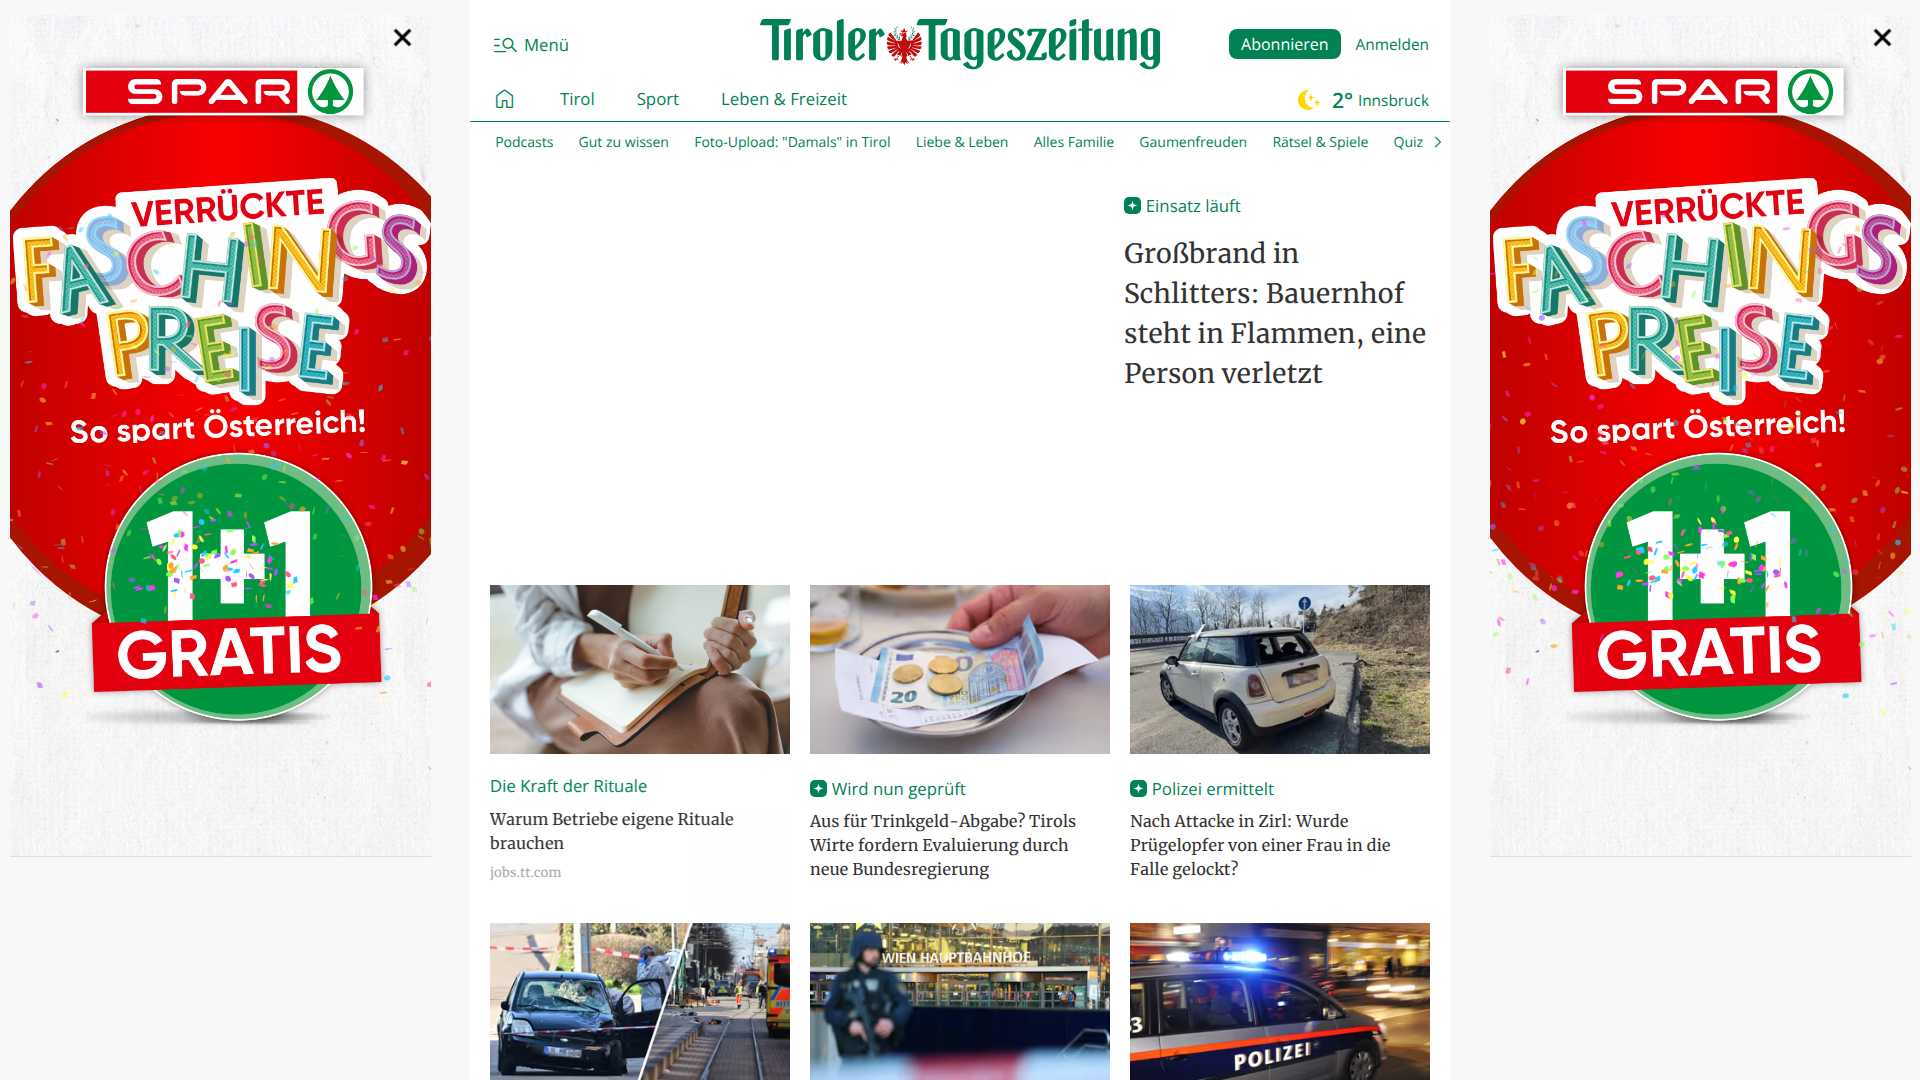 SPAR
VERRÜCKTE
FASCHINGS
PREISE
So spart Österreich!
1+1
GRATIS
Menü
Tiroler Tageszeitung
Abonnieren
Anmelden
Tirol
Sport
Leben & Freizeit
2° Innsbruck
Podcasts
Gut zu wissen
Foto-Upload: "Damals" in Tirol
Liebe & Leben
Alles Familie
Gaumenfreuden
Rätsel & Spiele
Quiz
Einsatz läuft
Großbrand in
Schlitters: Bauernhof
steht in Flammen, eine
Person verletzt
20
Die Kraft der Rituale
Warum Betriebe eigene Rituale
brauchen
jobs.tt.com
Wird nun geprüft
Aus für Trinkgeld-Abgabe? Tirols
Wirte fordern Evaluierung durch
neue Bundesregierung
Polizei ermittelt
Nach Attacke in Zirl: Wurde
Prügelopfer von einer Frau in die
Falle gelockt?
WIEN HAUPTBAHNHOF
3
POLIZEI
SPAR
VERRÜCKTE
FASCHINGS
PREISE
So spart Österreich!
1+1
GRATIS